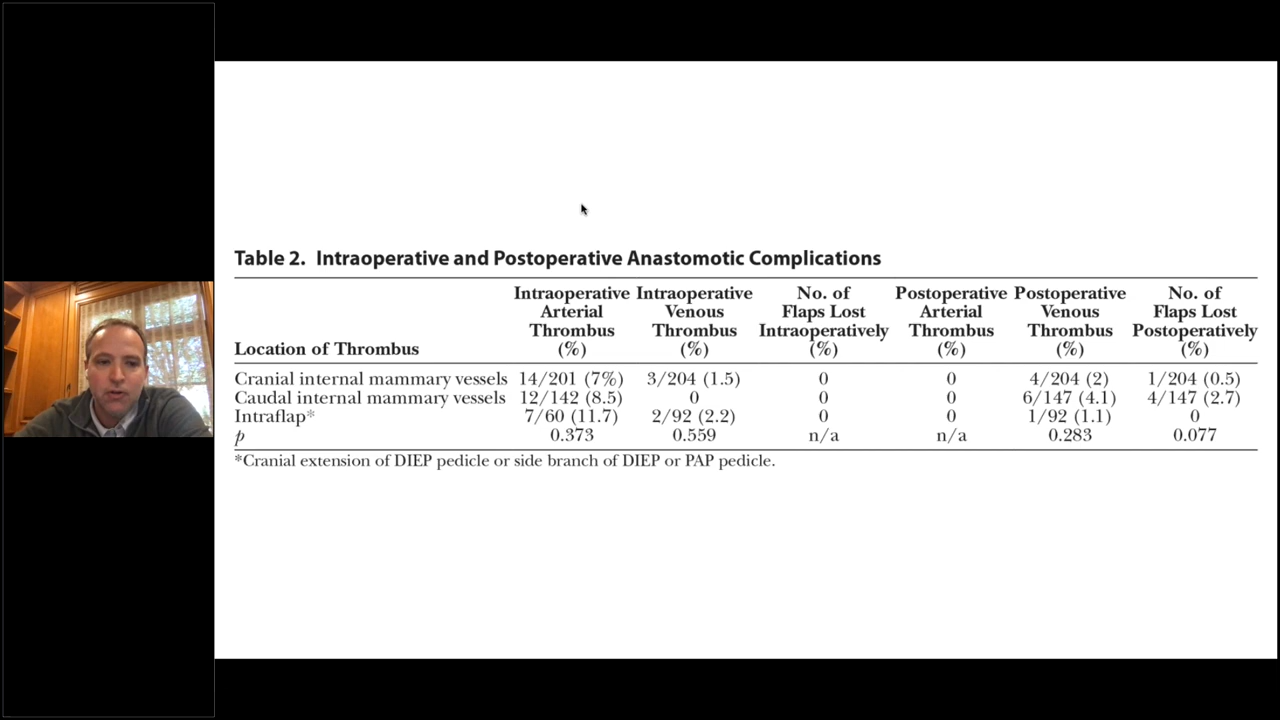 Table 2. Intraoperative and Postoperative Anastomotic Complications
Intraoperative Intraoperative No. of Postoperative Postoperative No. of
Arterial Venous Flaps Lost Arterial Venous Flaps Lost
Thrombus Thrombus Intraoperatively Thrombus Thrombus Postoperatively
Location of Thrombus (%) (%) (%) (%) (%) (%)
Cranial internal mammary vessels 14/201 (7%) 3/204 (1.5) 0 0 4/204 (2) 1/204 (0.5)
Caudal internal mammary vessels 12/142 (8.5) 0 0 0 6/147 (4.1) 4/147 (2.7)
Intraflap* 7/60 (11.7) 2/92 (2.2) 0 0 1/92 (1.1) 0
p 0.373 0.559 n/a n/a 0.283 0.077
*Cranial extension of DIEP pedicle or side branch of DIEP or PAP pedicle.